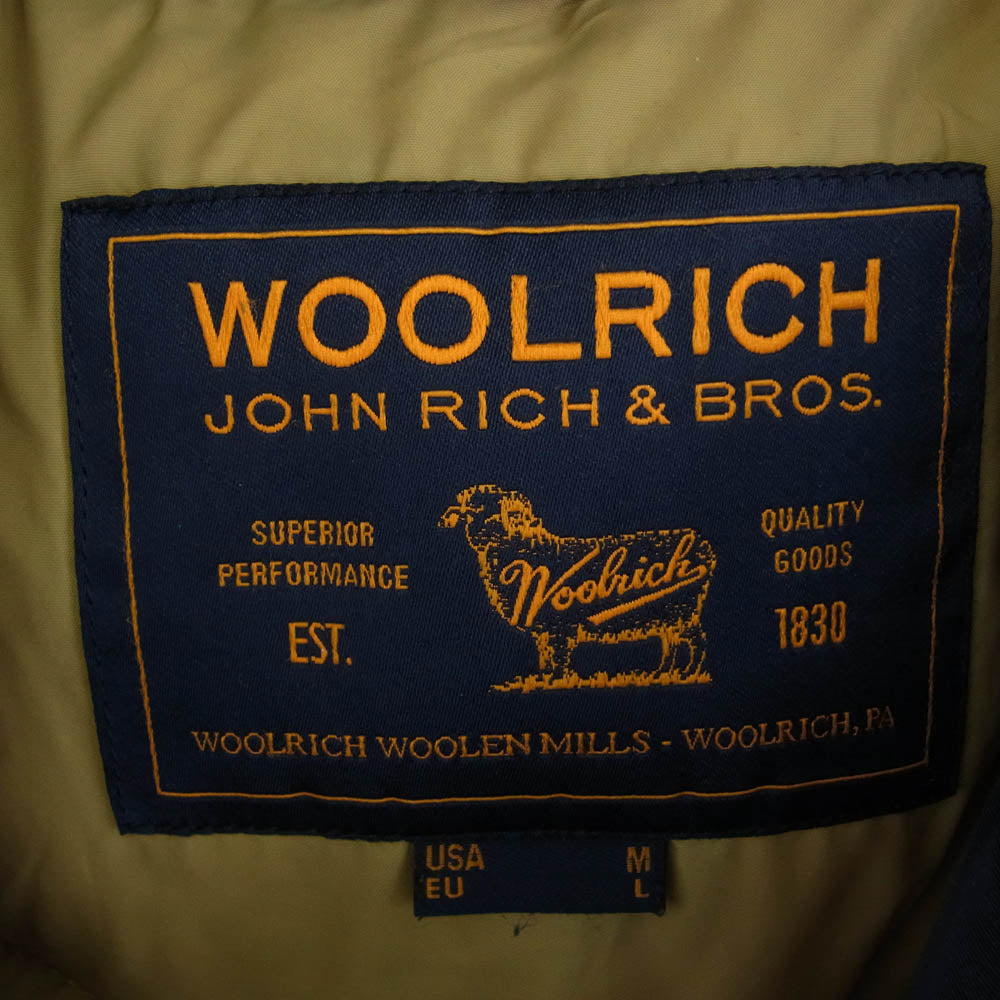 WOOLRICH
JOHN RICH & BROS.
SUPERIOR
PERFORMANCE
EST.
Woolrich
QUALITY
GOODS
1830
WOOLRICH WOOLEN MILLS - WOOLRICH, PA
USA M
EU L